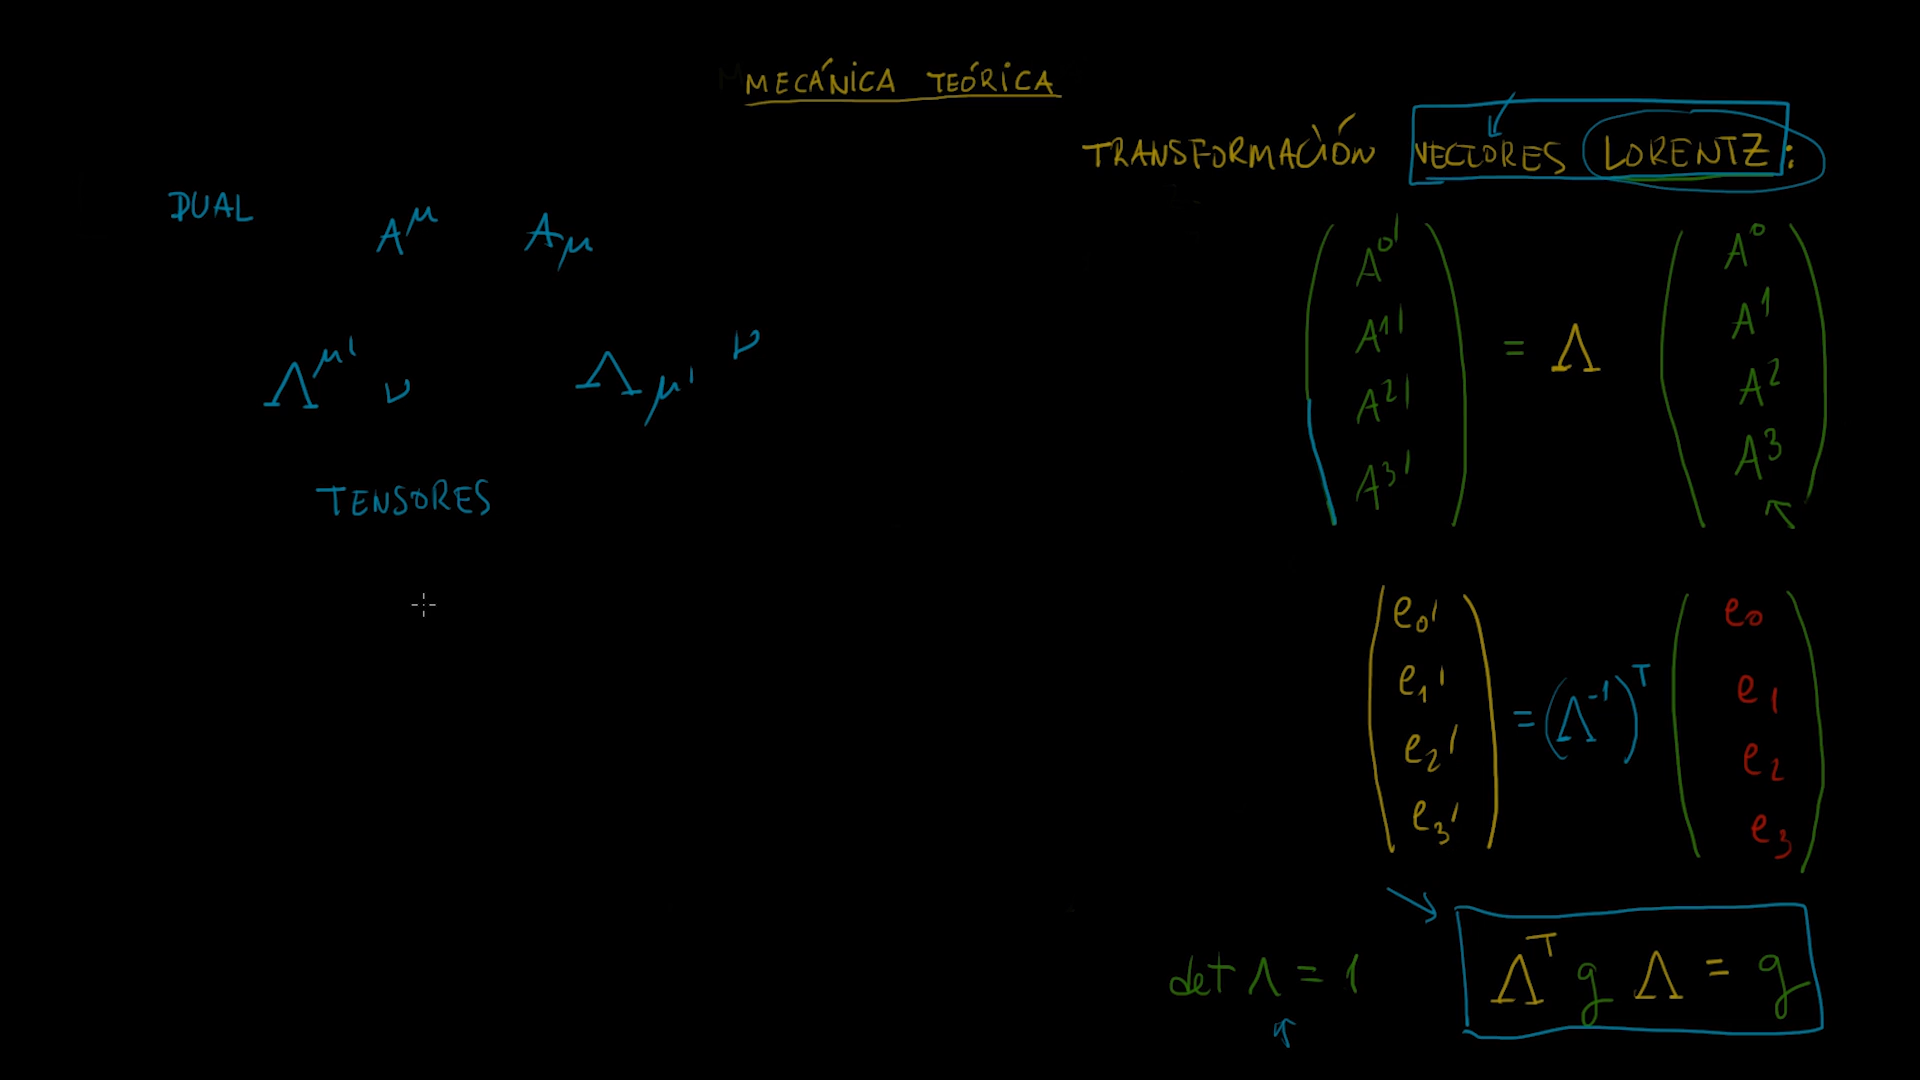 MECÁNICA TEÓRICA
TRANSFORMACIÓN VECTORES LORENTZ:
DUAL A^μ A_μ
Λ^μ'_ν Λ_μ'^ν
TENSORES
A^0'
A^1'
A^2'
A^3'
= Λ
A^0
A^1
A^2
A^3
e_0'
e_1'
e_2'
e_3'
= (Λ^-1)^T
e_0
e_1
e_2
e_3
det Λ = 1
Λ^T g Λ = g